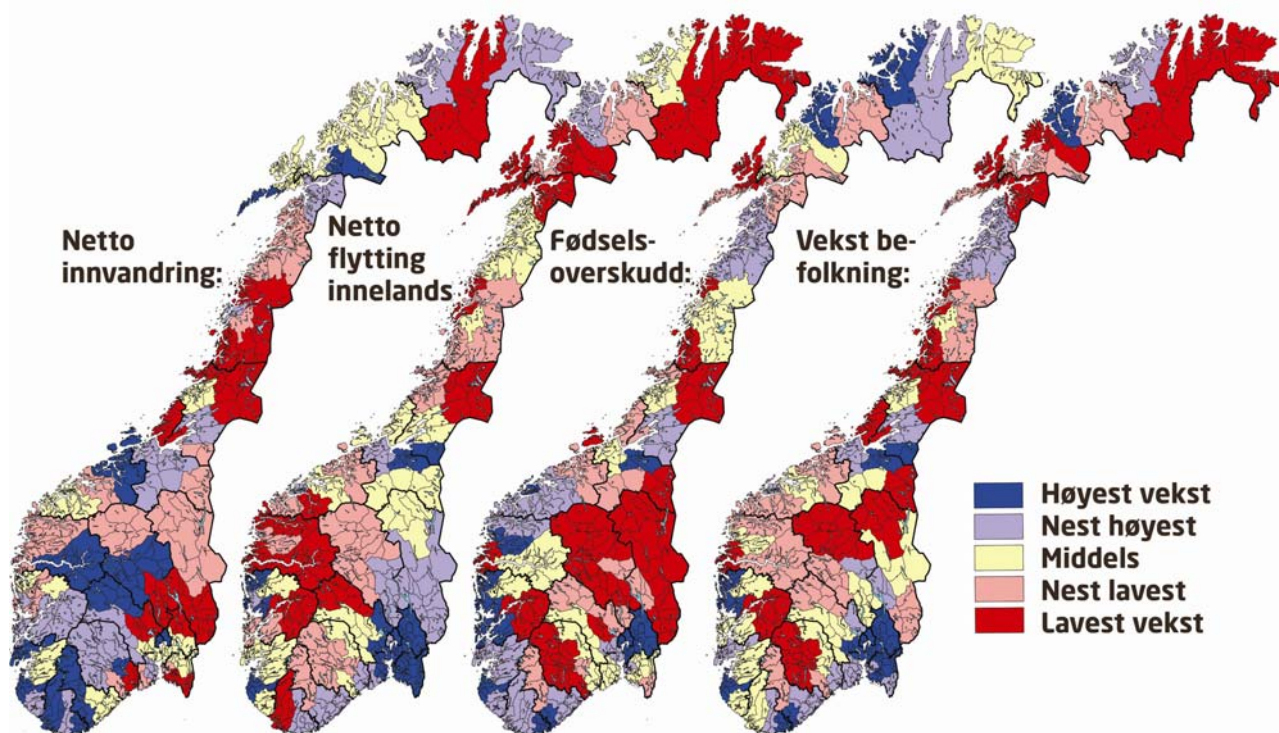 Netto
innvandring:
Netto
flytting
innelands
Fødsels-
overskudd:
Vekst be-
folkning:
Høyest vekst
Nest høyest
Middels
Nest lavest
Lavest vekst